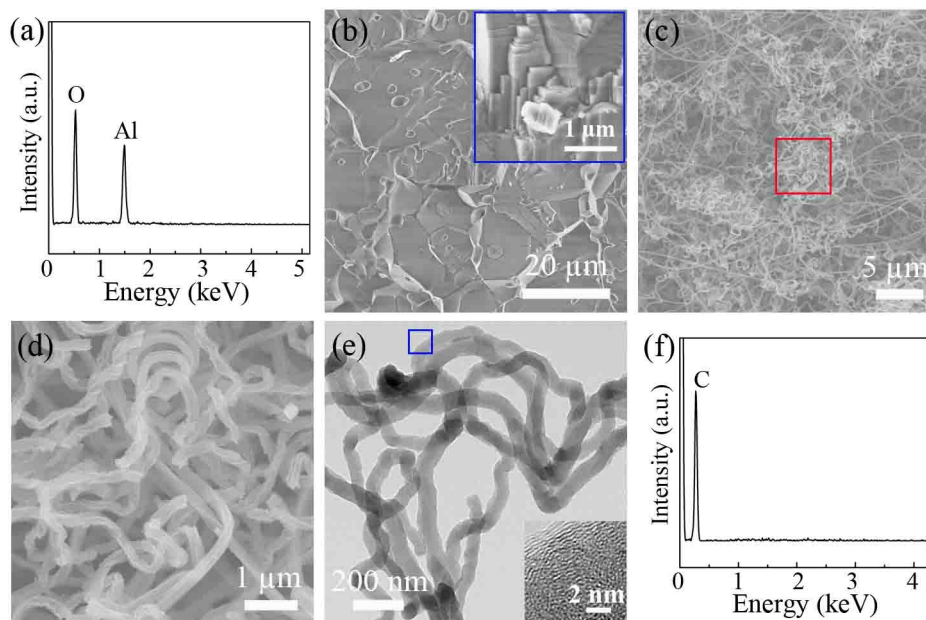 (a)
O
Al
Intensity (a.u.)
0 1 2 3 4 5
Energy (keV)
(b)
1 µm
20 µm
(c)
5 µm
(d)
1 µm
(e)
200 nm
2 nm
(f)
C
Intensity (a.u.)
0 1 2 3 4
Energy (keV)